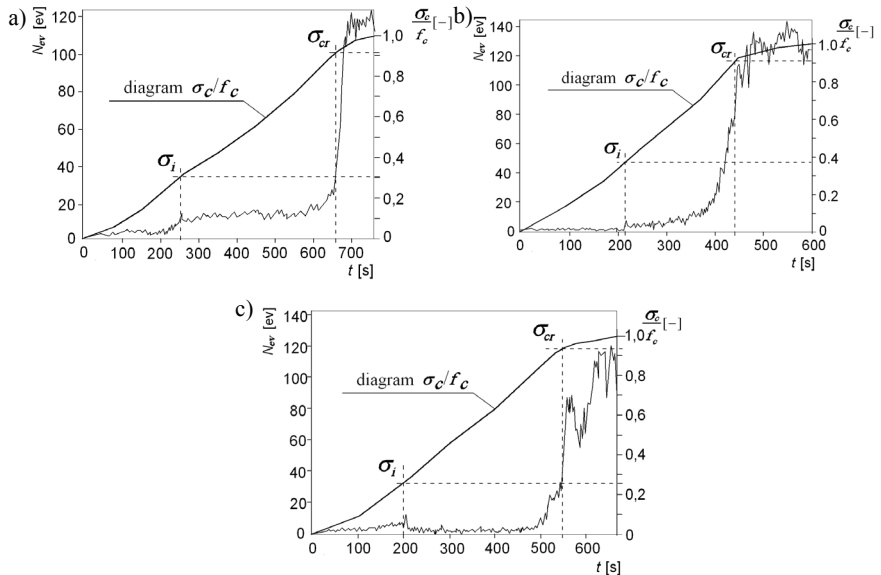 a)
N_ev [ev]
120
100
80
60
40
20
0
σ_c/f_c [–]
1,0
0,8
0,6
0,4
0,2
0
σ_cr
diagram σ_c/f_c
σ_i
100 200 300 400 500 600 700
t [s]
b)
N_ev [ev]
140
120
100
80
60
40
20
0
σ_c/f_c [–]
1,0
0,8
0,6
0,4
0,2
0
σ_cr
diagram σ_c/f_c
σ_i
0 100 200 300 400 500 600
t [s]
c)
N_ev [ev]
140
120
100
80
60
40
20
0
σ_c/f_c [–]
1,0
0,8
0,6
0,4
0,2
0
σ_cr
diagram σ_c/f_c
σ_i
0 100 200 300 400 500 600
t [s]